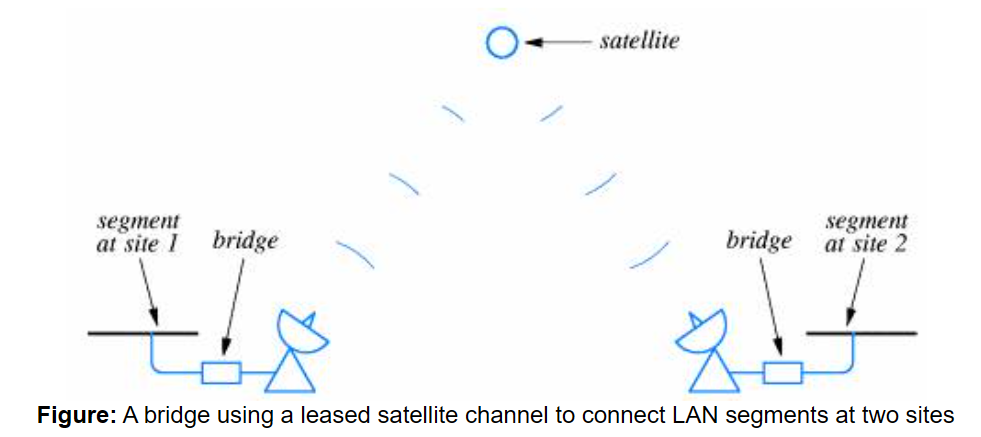 satellite
segment
at site 1
bridge
bridge
segment
at site 2
Figure: A bridge using a leased satellite channel to connect LAN segments at two sites